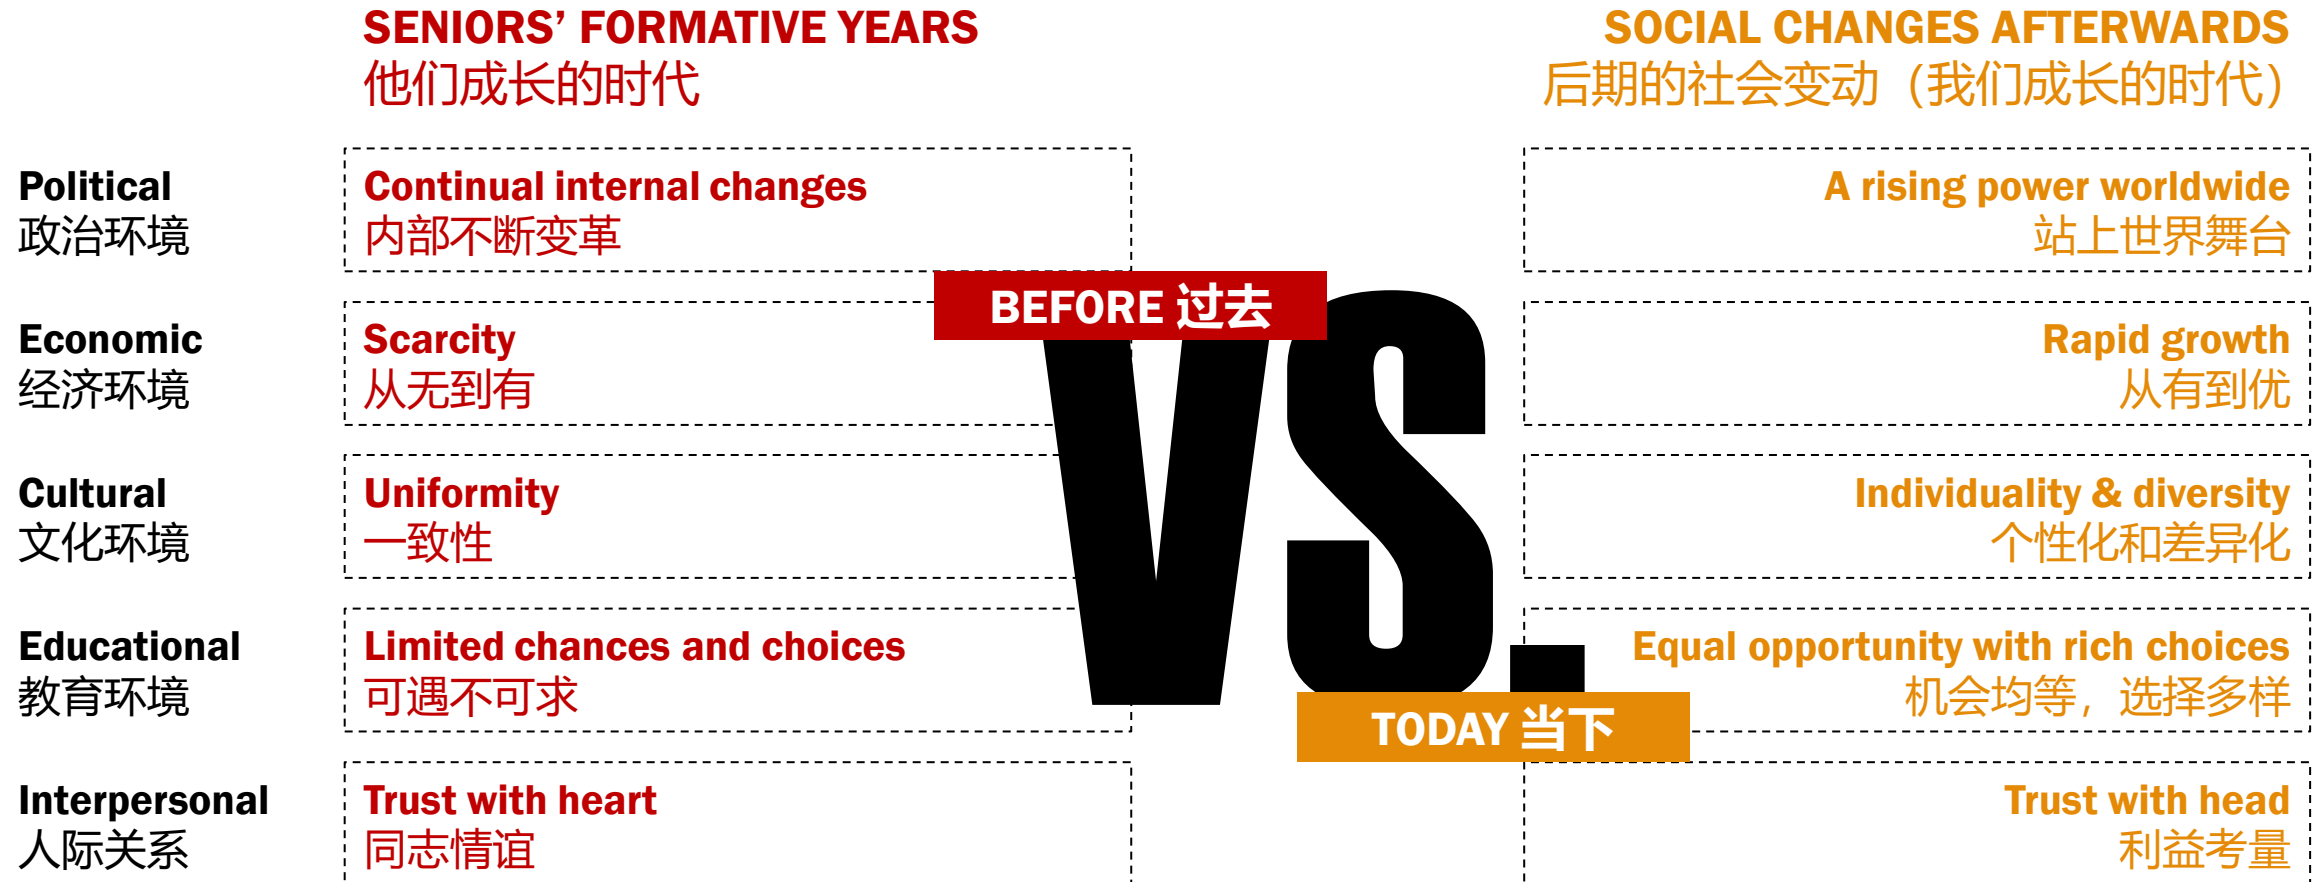 SENIORS’ FORMATIVE YEARS
他们成长的时代
SOCIAL CHANGES AFTERWARDS
后期的社会变动（我们成长的时代）
Political
政治环境
Continual internal changes
内部不断变革
A rising power worldwide
站上世界舞台
BEFORE 过去
Economic
经济环境
Scarcity
从无到有
Rapid growth
从有到优
VS.
Cultural
文化环境
Uniformity
一致性
Individuality & diversity
个性化和差异化
Educational
教育环境
Limited chances and choices
可遇不可求
Equal opportunity with rich choices
机会均等，选择多样
TODAY 当下
Interpersonal
人际关系
Trust with heart
同志情谊
Trust with head
利益考量